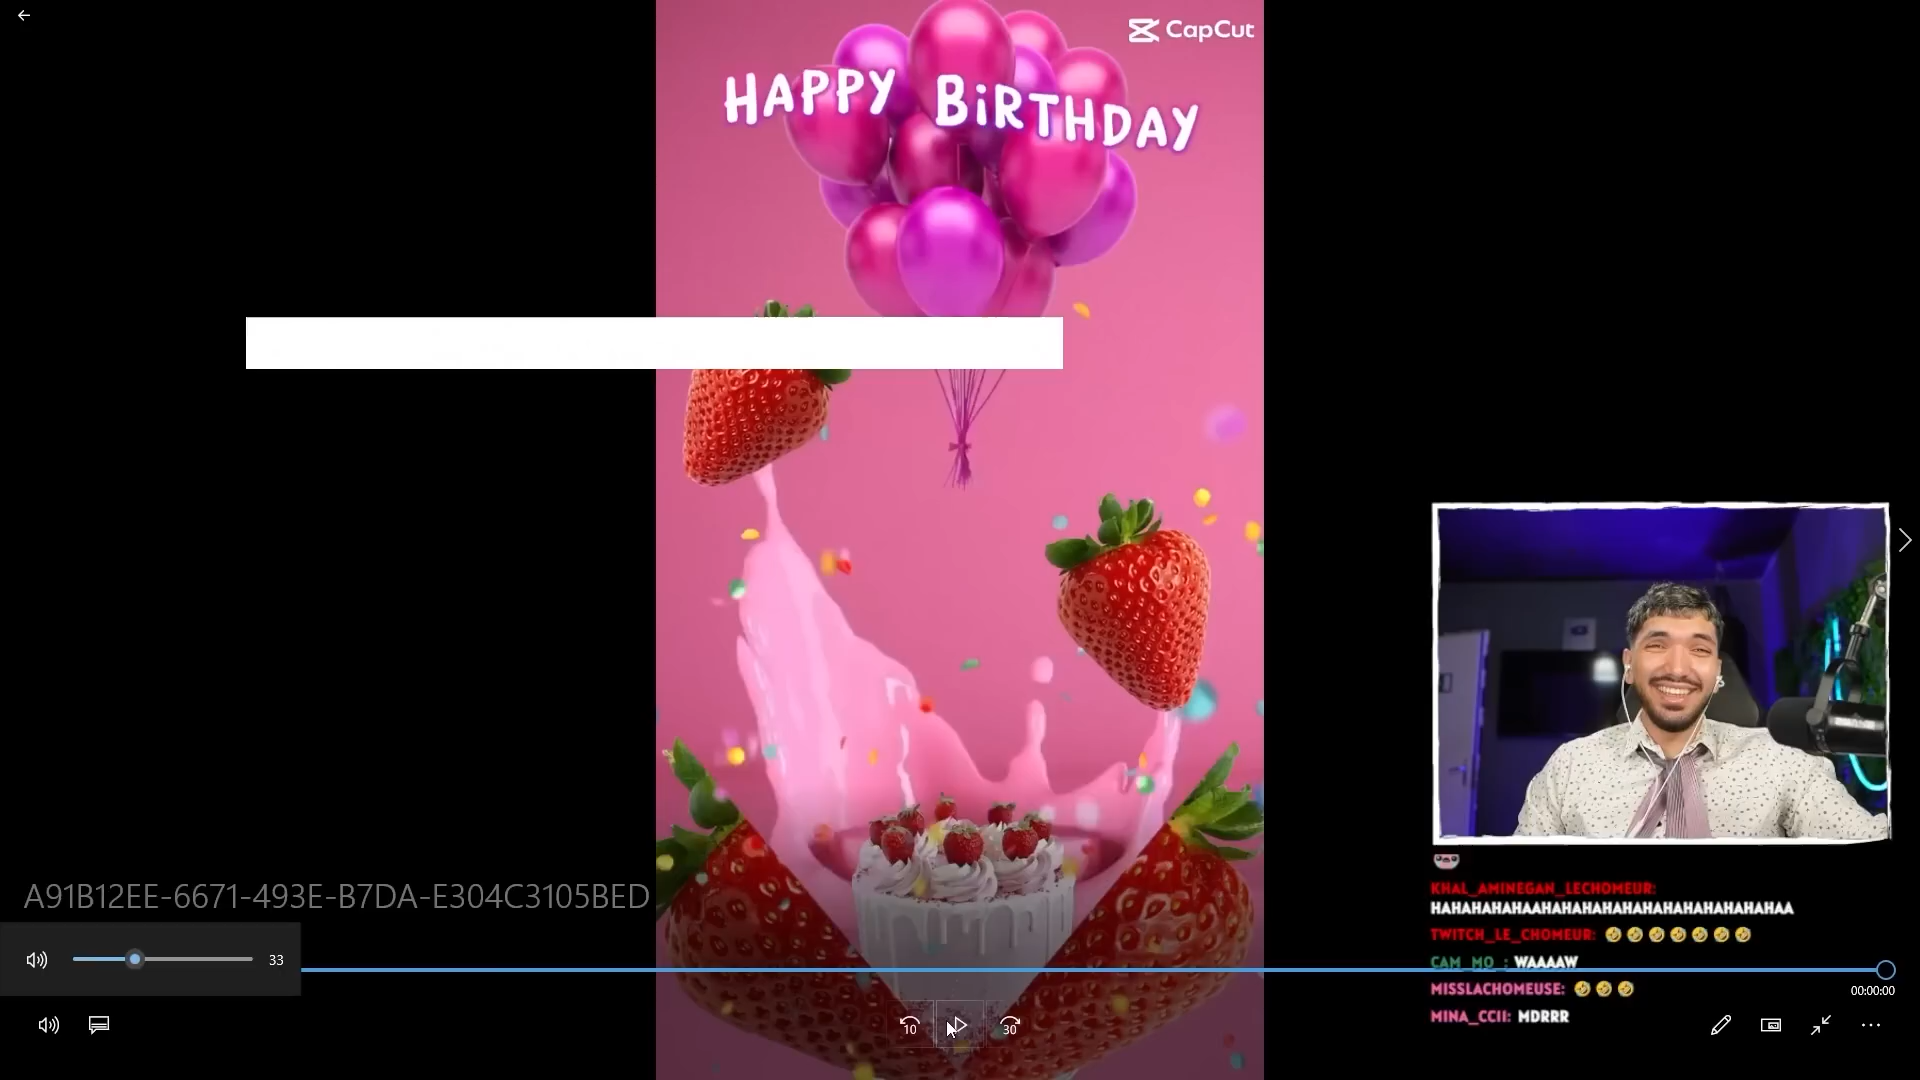 CapCut
HAPPY BiRTHDAY
A91B12EE-6671-493E-B7DA-E304C3105BED
33
KHAL_AMINEGAN_LECHOMEUR:
HAHAHAHAHAAHAHAHAHAHAHAHAHAHAHAHAHAA
TWITCH_LE_CHOMEUR:
CAM_MO_: WAAAAW
00:00:00
MISSLACHOMEUSE:
MINA_CCII: MDRRR
10
30